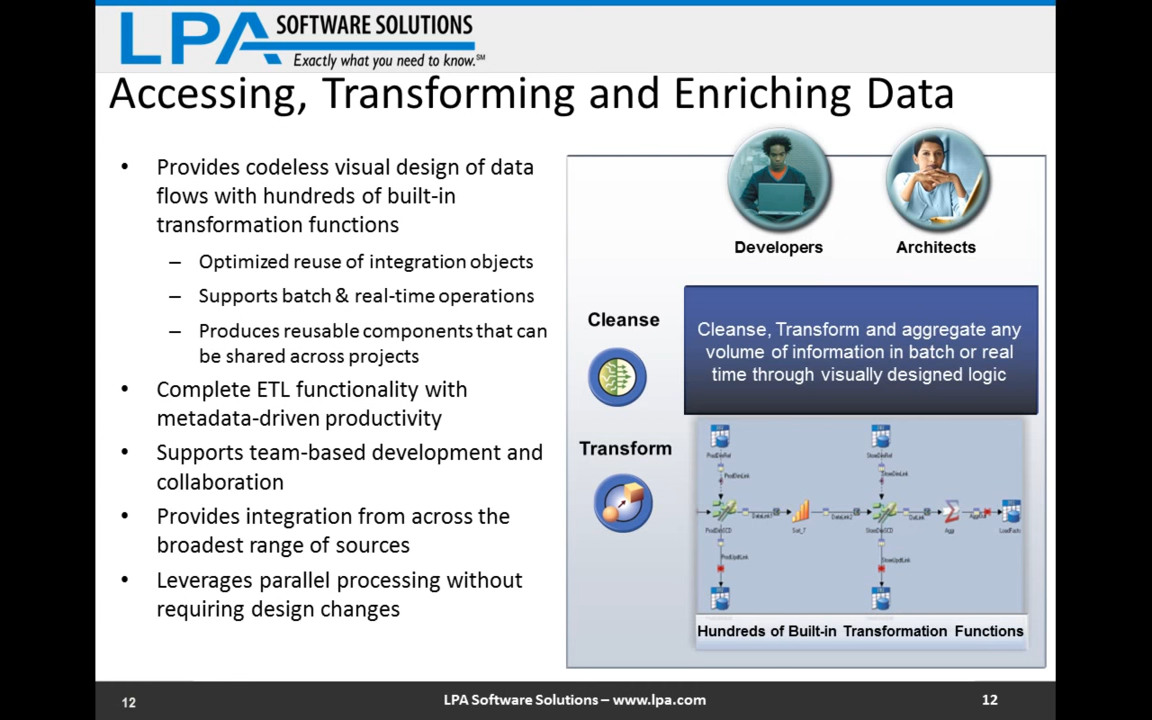 LPA SOFTWARE SOLUTIONS
Exactly what you need to know.℠
Accessing, Transforming and Enriching Data
• Provides codeless visual design of data
flows with hundreds of built-in
transformation functions
– Optimized reuse of integration objects
– Supports batch & real-time operations
– Produces reusable components that can
be shared across projects
• Complete ETL functionality with
metadata-driven productivity
• Supports team-based development and
collaboration
• Provides integration from across the
broadest range of sources
• Leverages parallel processing without
requiring design changes
Developers
Architects
Cleanse
Cleanse, Transform and aggregate any
volume of information in batch or real
time through visually designed logic
Transform
Hundreds of Built-in Transformation Functions
12
LPA Software Solutions – www.lpa.com
12